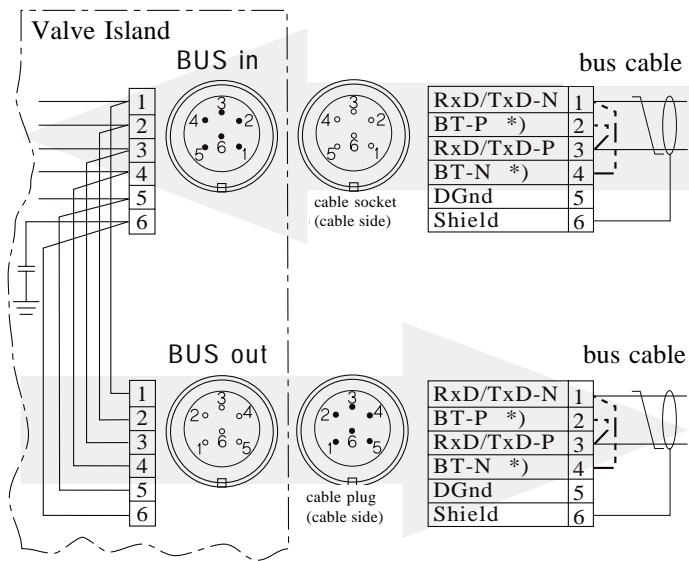 Valve Island
BUS in
bus cable
1
2
3
4
5
6
3
4 2
6
5 1
3
4 2
6
5 1
RxD/TxD-N 1
BT-P *) 2
RxD/TxD-P 3
BT-N *) 4
DGnd 5
Shield 6
cable socket
(cable side)
BUS out
bus cable
1
2
3
4
5
6
3
2 4
6
1 5
3
2 4
6
1 5
RxD/TxD-N 1
BT-P *) 2
RxD/TxD-P 3
BT-N *) 4
DGnd 5
Shield 6
cable plug
(cable side)